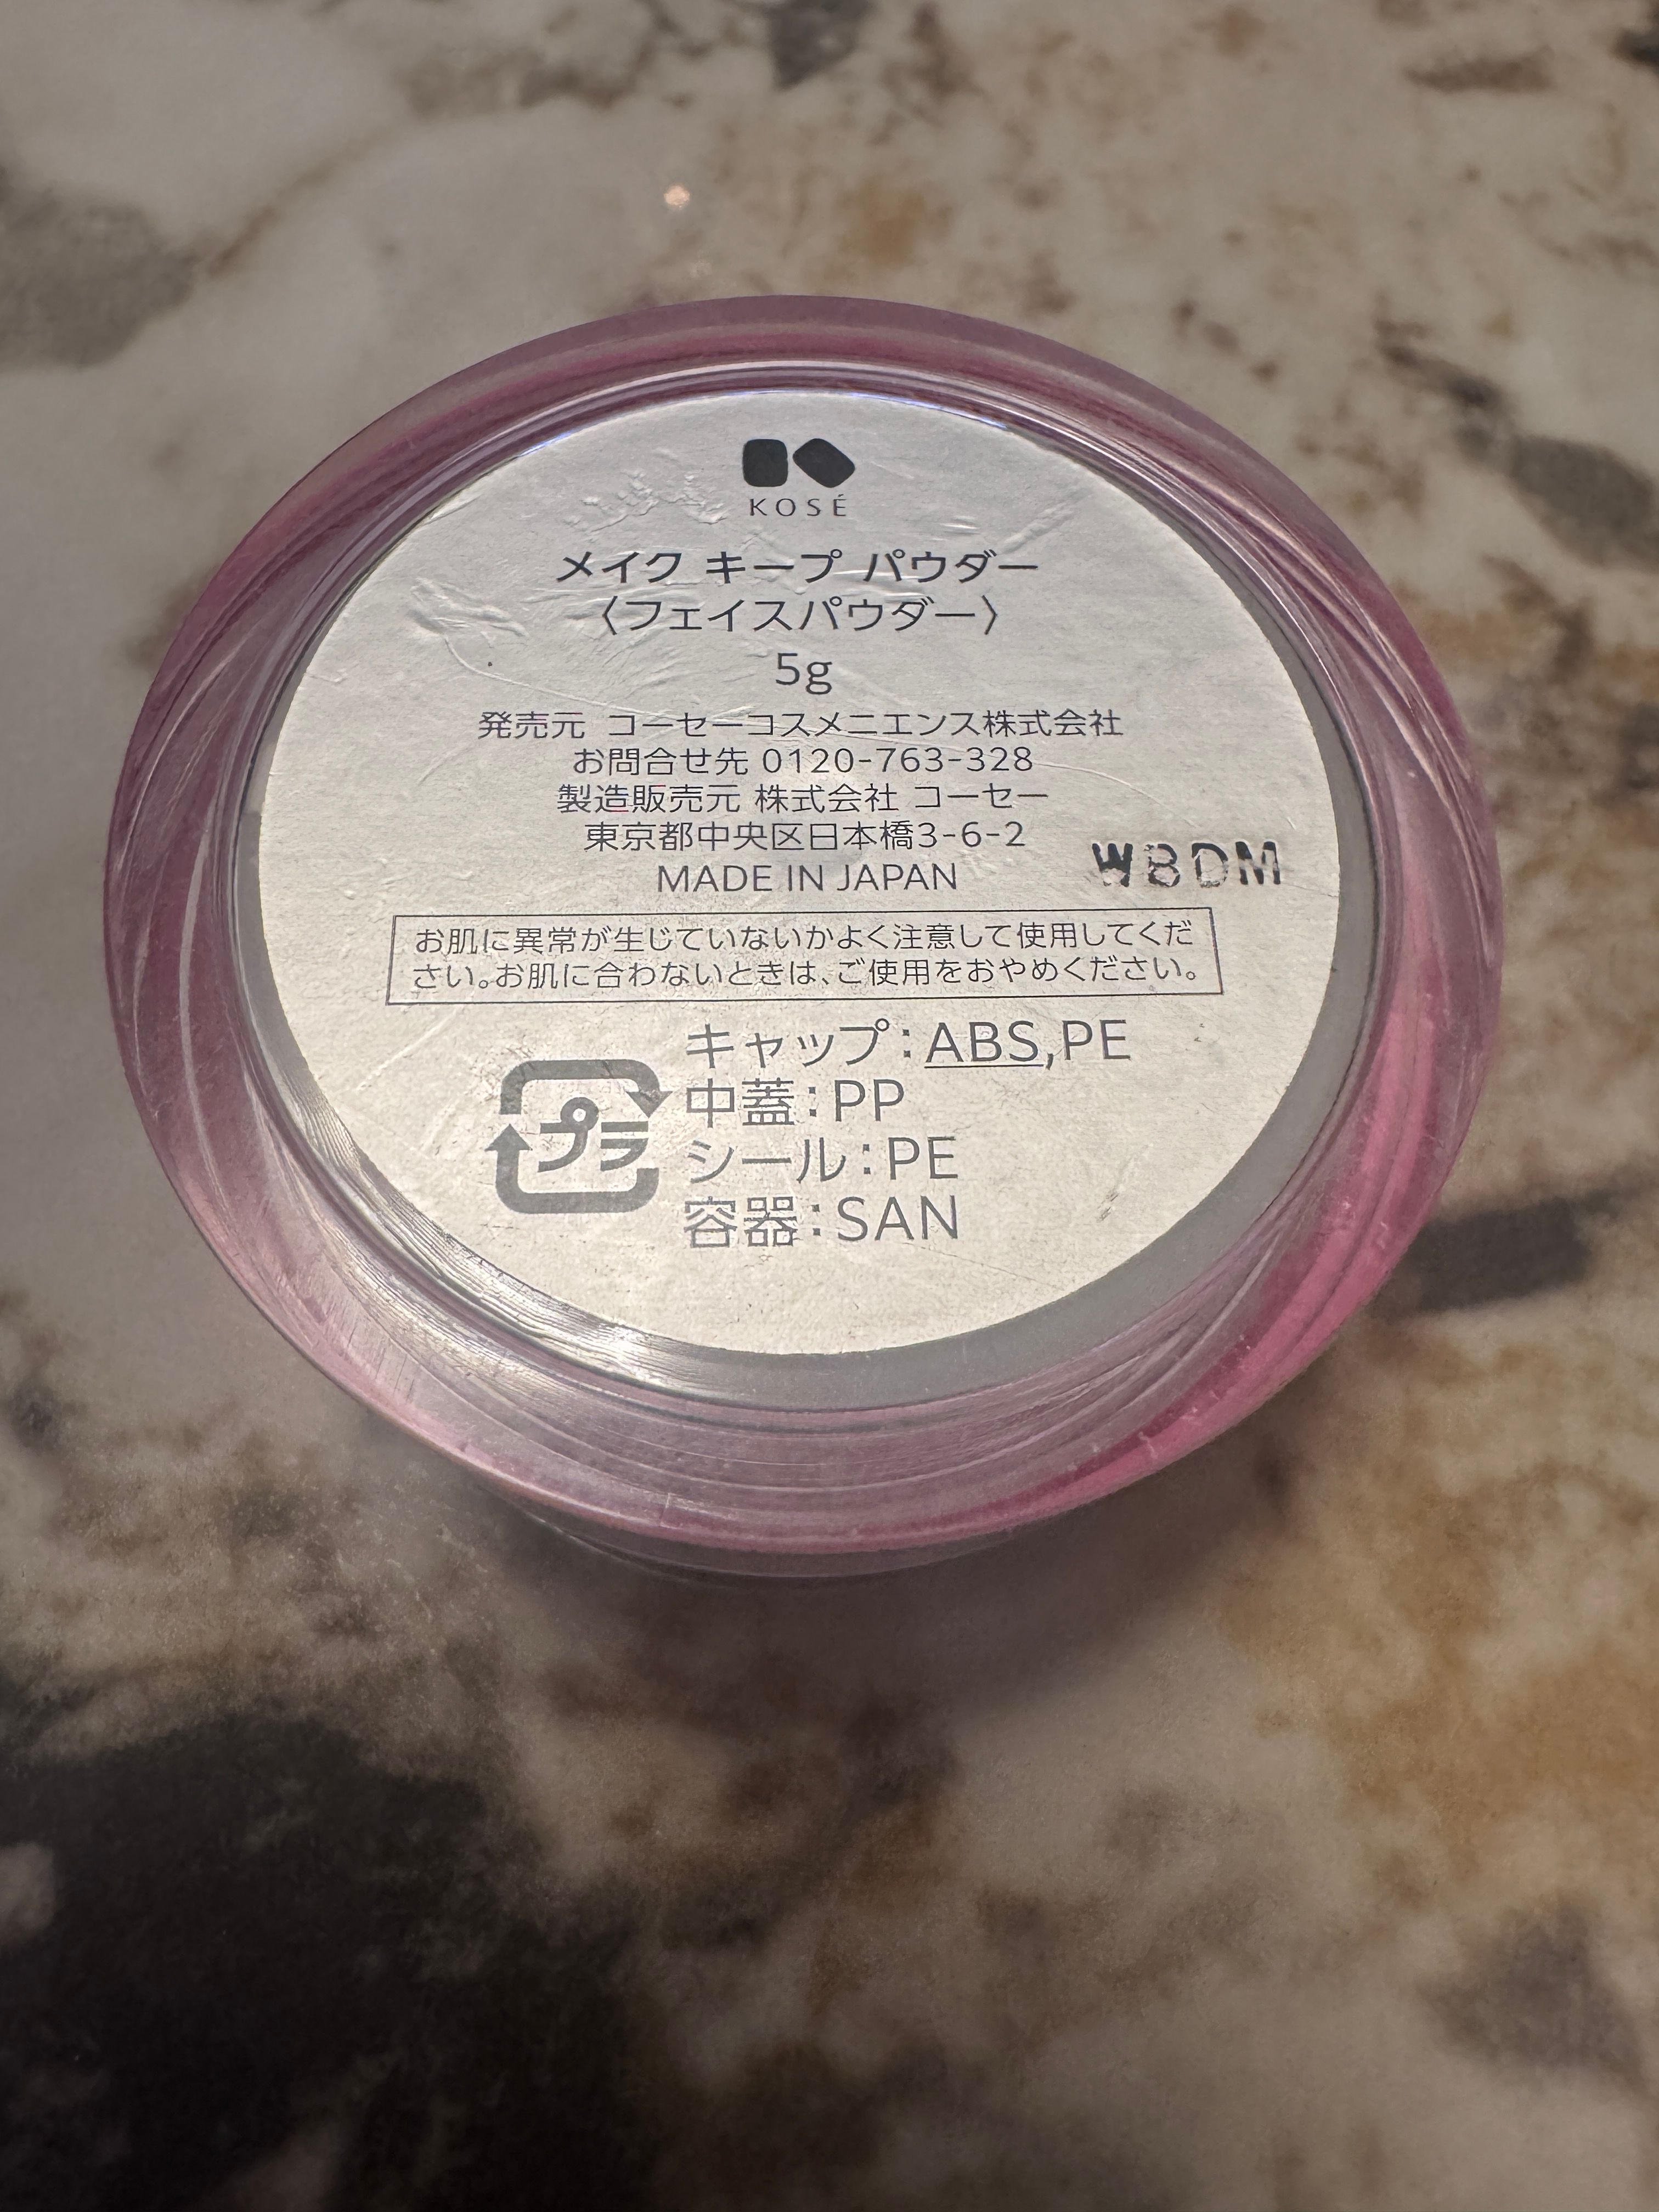 KOSÉ
メイク キープ パウダー
〈フェイスパウダー〉
5g
発売元 コーセーコスメニエンス株式会社
お問合せ先 0120-763-328
製造販売元 株式会社 コーセー
東京都中央区日本橋3-6-2
MADE IN JAPAN
W8DM
お肌に異常が生じていないかよく注意して使用してくだ
さい。お肌に合わないときは、ご使用をおやめください。
プラ
キャップ:ABS,PE
中蓋:PP
シール:PE
容器:SAN